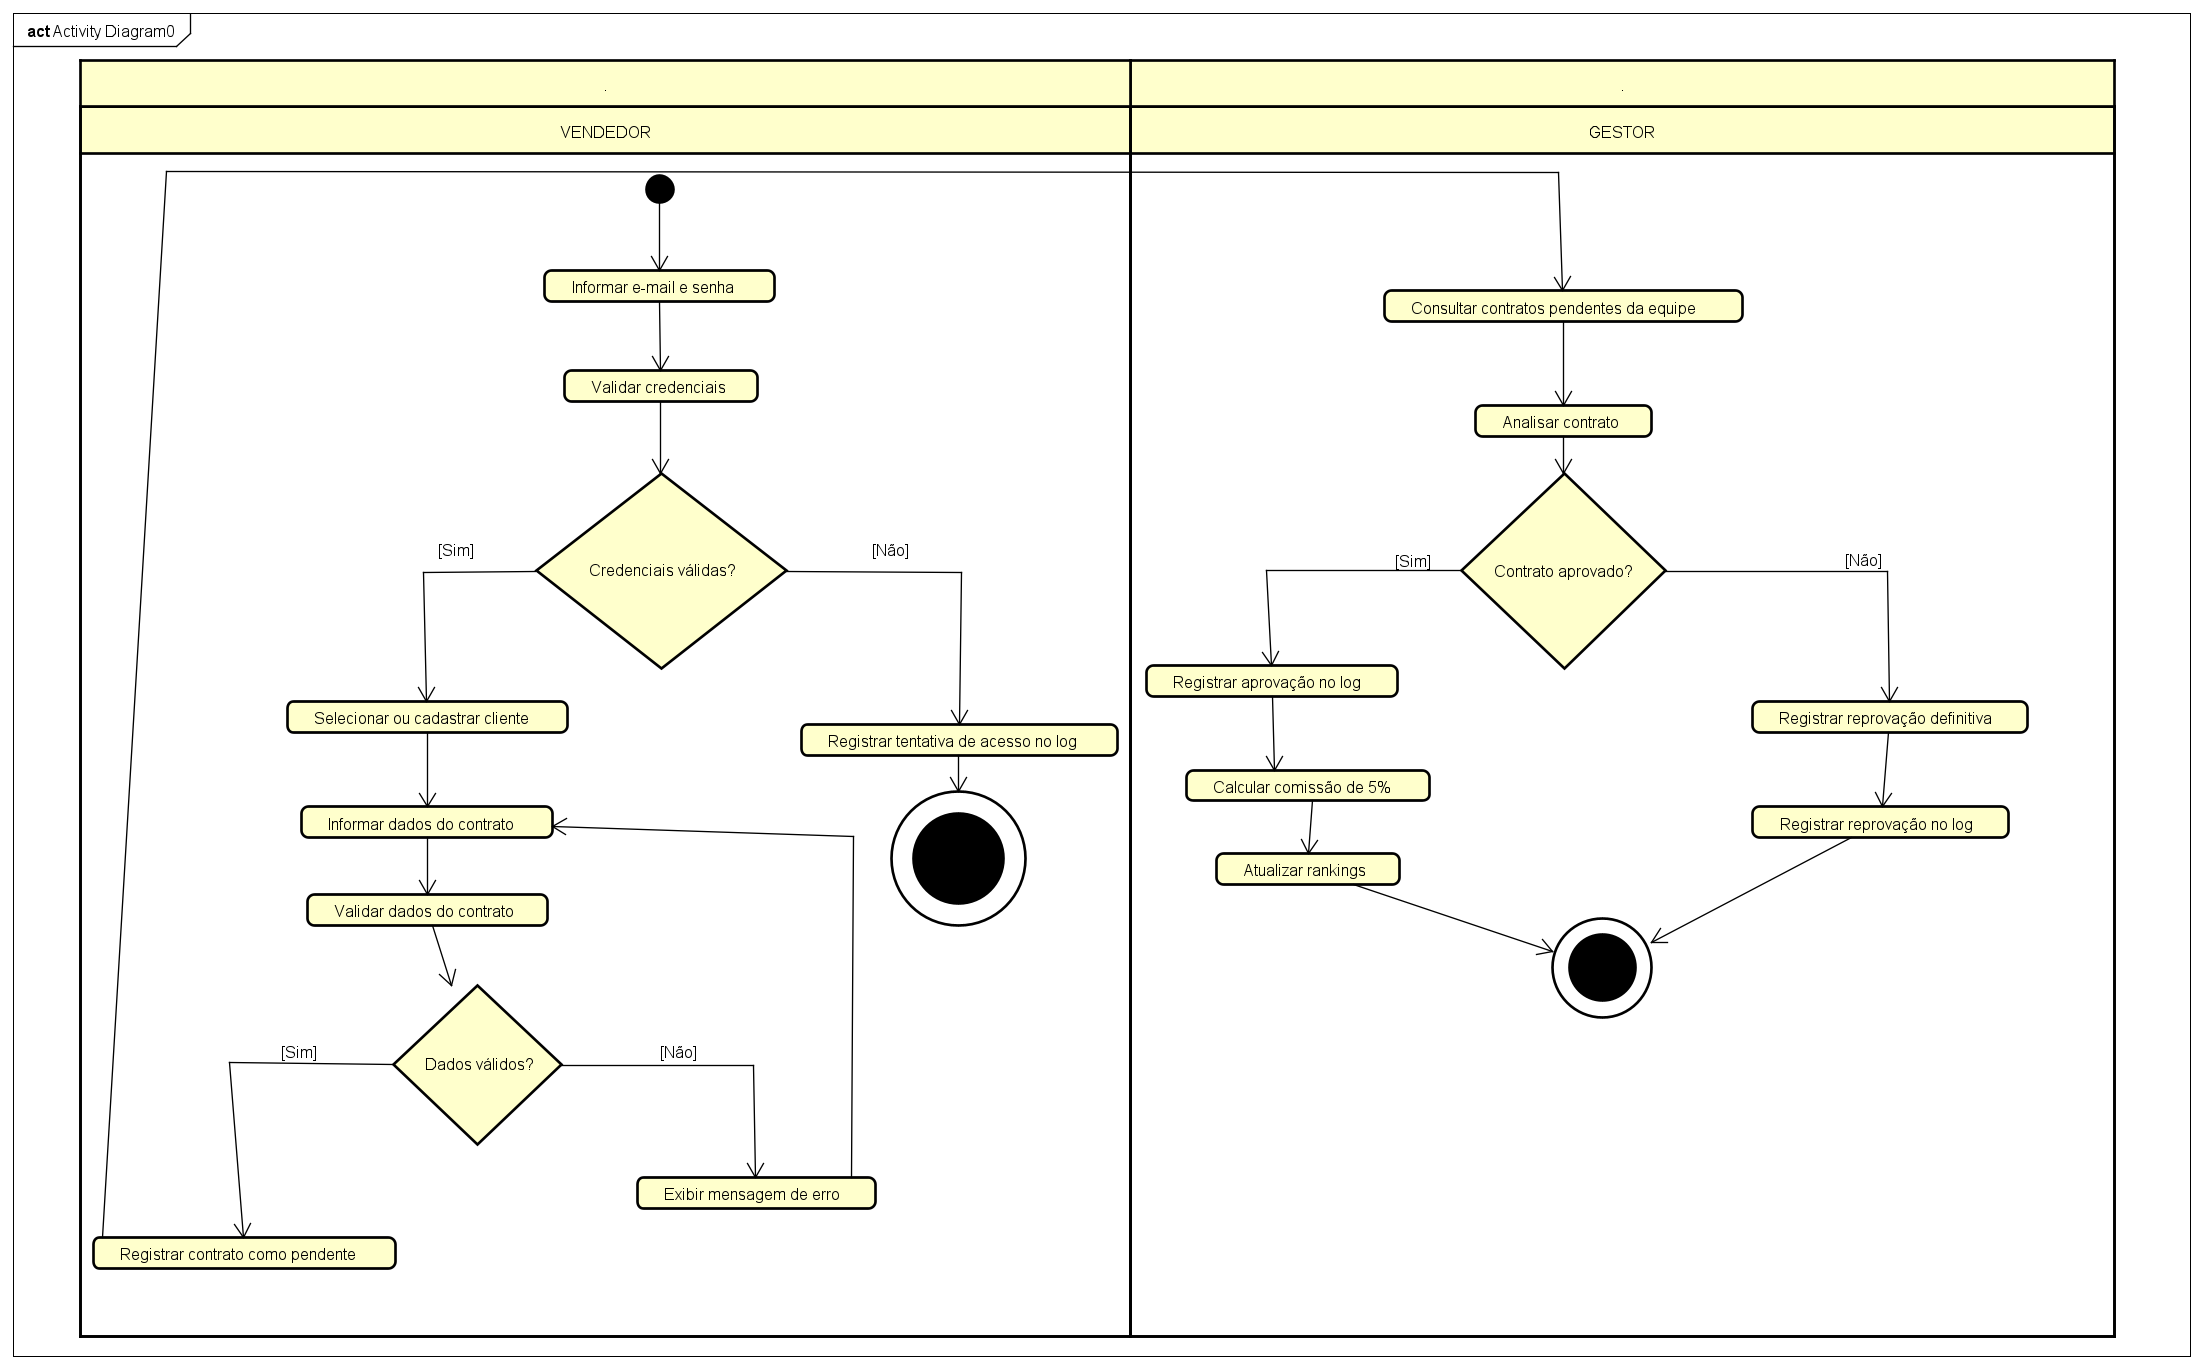 act Activity Diagram0
.
.
VENDEDOR
GESTOR
Informar e-mail e senha
Validar credenciais
Credenciais válidas?
[Sim]
[Não]
Selecionar ou cadastrar cliente
Registrar tentativa de acesso no log
Informar dados do contrato
Validar dados do contrato
Dados válidos?
[Sim]
[Não]
Exibir mensagem de erro
Registrar contrato como pendente
Consultar contratos pendentes da equipe
Analisar contrato
Contrato aprovado?
[Sim]
[Não]
Registrar aprovação no log
Calcular comissão de 5%
Atualizar rankings
Registrar reprovação definitiva
Registrar reprovação no log